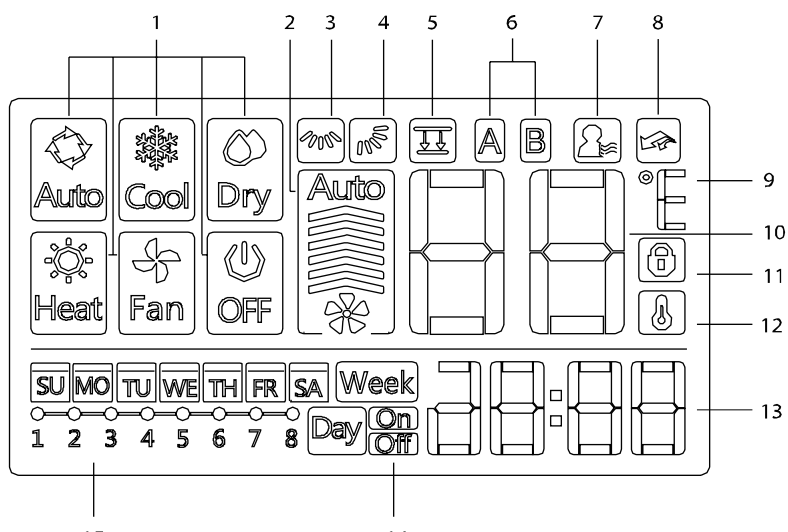 1 2 3 4 5 6 7 8
A B
Auto Cool Dry Auto
9
10
Heat Fan OFF
11
12
SU MO TU WE TH FR SA Week
1 2 3 4 5 6 7 8
Day On
Off
13